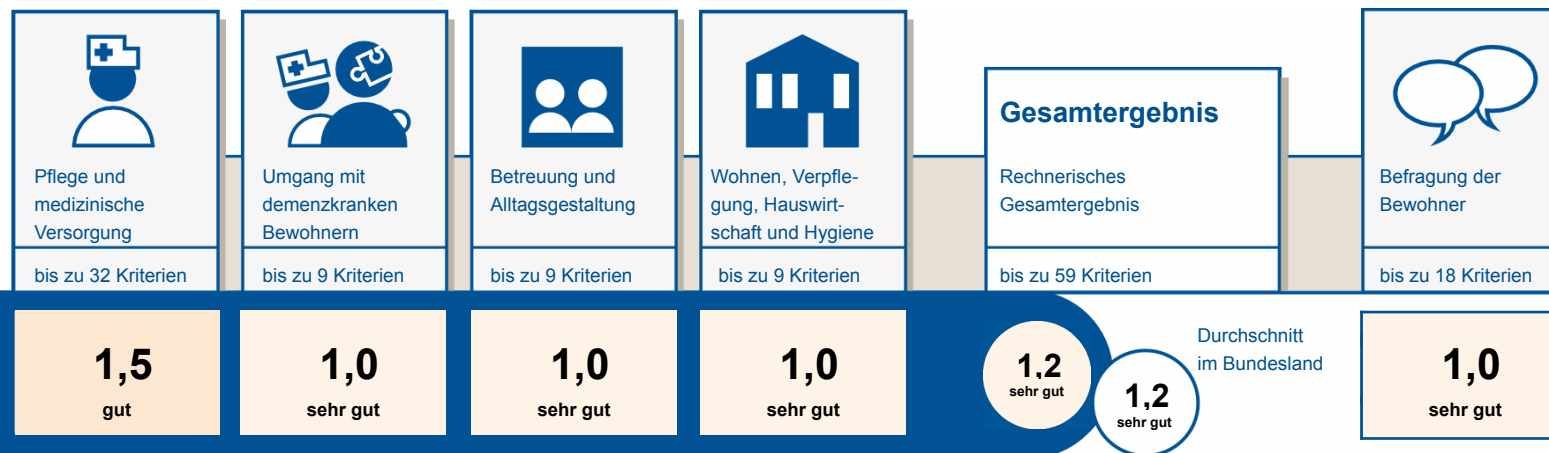 Pflege und
medizinische
Versorgung
bis zu 32 Kriterien
1,5
gut
Umgang mit
demenzkranken
Bewohnern
bis zu 9 Kriterien
1,0
sehr gut
Betreuung und
Alltagsgestaltung
bis zu 9 Kriterien
1,0
sehr gut
Wohnen, Verpfle-
gung, Hauswirt-
schaft und Hygiene
bis zu 9 Kriterien
1,0
sehr gut
Gesamtergebnis
Rechnerisches
Gesamtergebnis
bis zu 59 Kriterien
1,2
sehr gut
Durchschnitt
im Bundesland
1,2
sehr gut
Befragung der
Bewohner
bis zu 18 Kriterien
1,0
sehr gut